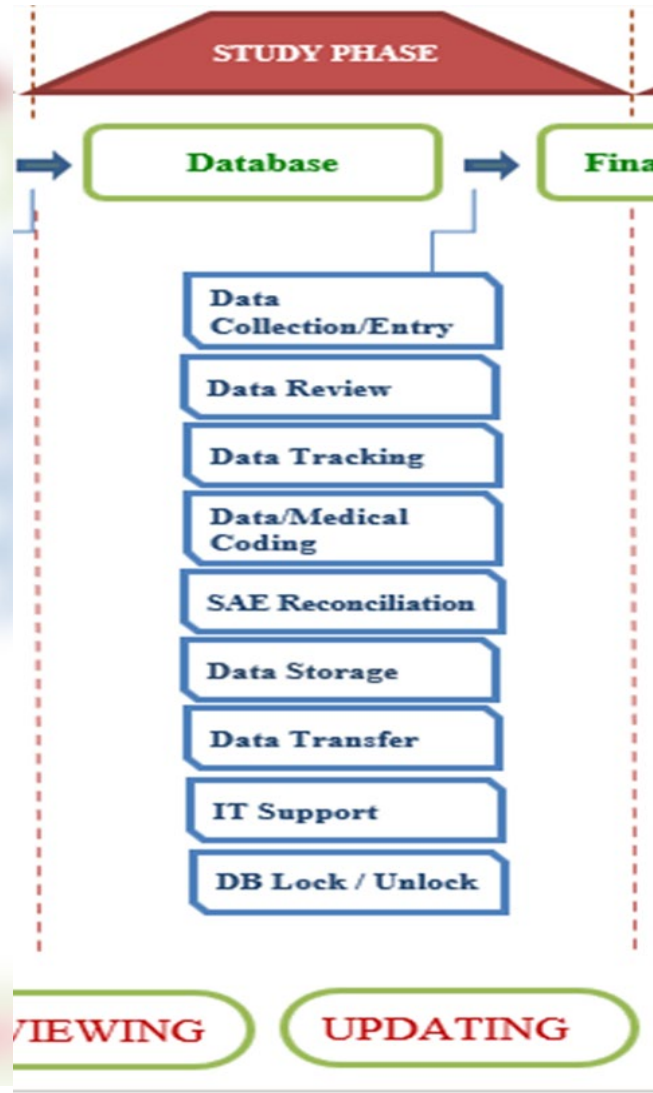 STUDY PHASE
Database
Fina
Data
Collection/Entry
Data Review
Data Tracking
Data/Medical
Coding
SAE Reconciliation
Data Storage
Data Transfer
IT Support
DB Lock / Unlock
VIEWING
UPDATING